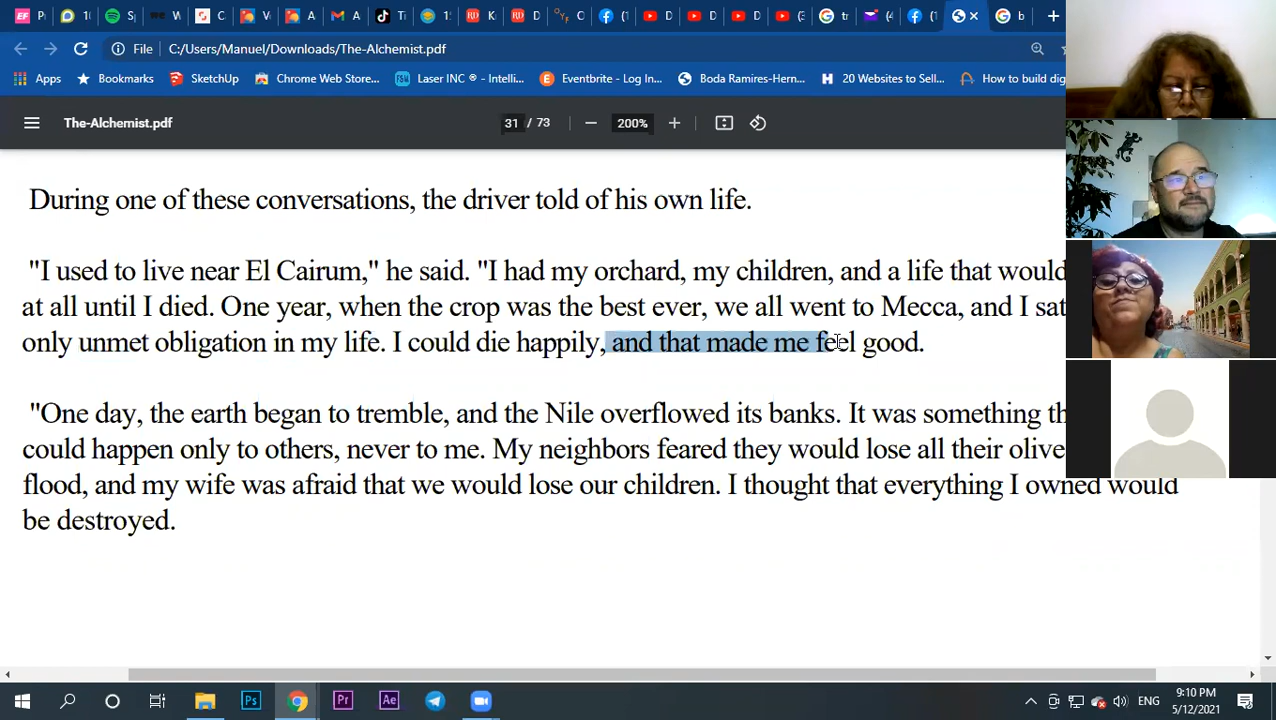 File C:/Users/Manuel/Downloads/The-Alchemist.pdf
Apps Bookmarks SketchUp Chrome Web Store... Laser INC ® - Intelli... Eventbrite - Log In... Boda Ramires-Hern... 20 Websites to Sell... How to build dig
The-Alchemist.pdf 31 / 73 200%
During one of these conversations, the driver told of his own life.
"I used to live near El Cairum," he said. "I had my orchard, my children, and a life that would
at all until I died. One year, when the crop was the best ever, we all went to Mecca, and I sat
only unmet obligation in my life. I could die happily, and that made me feel good.
"One day, the earth began to tremble, and the Nile overflowed its banks. It was something th
could happen only to others, never to me. My neighbors feared they would lose all their olive
flood, and my wife was afraid that we would lose our children. I thought that everything I owned would
be destroyed.
ENG
9:10 PM
5/12/2021